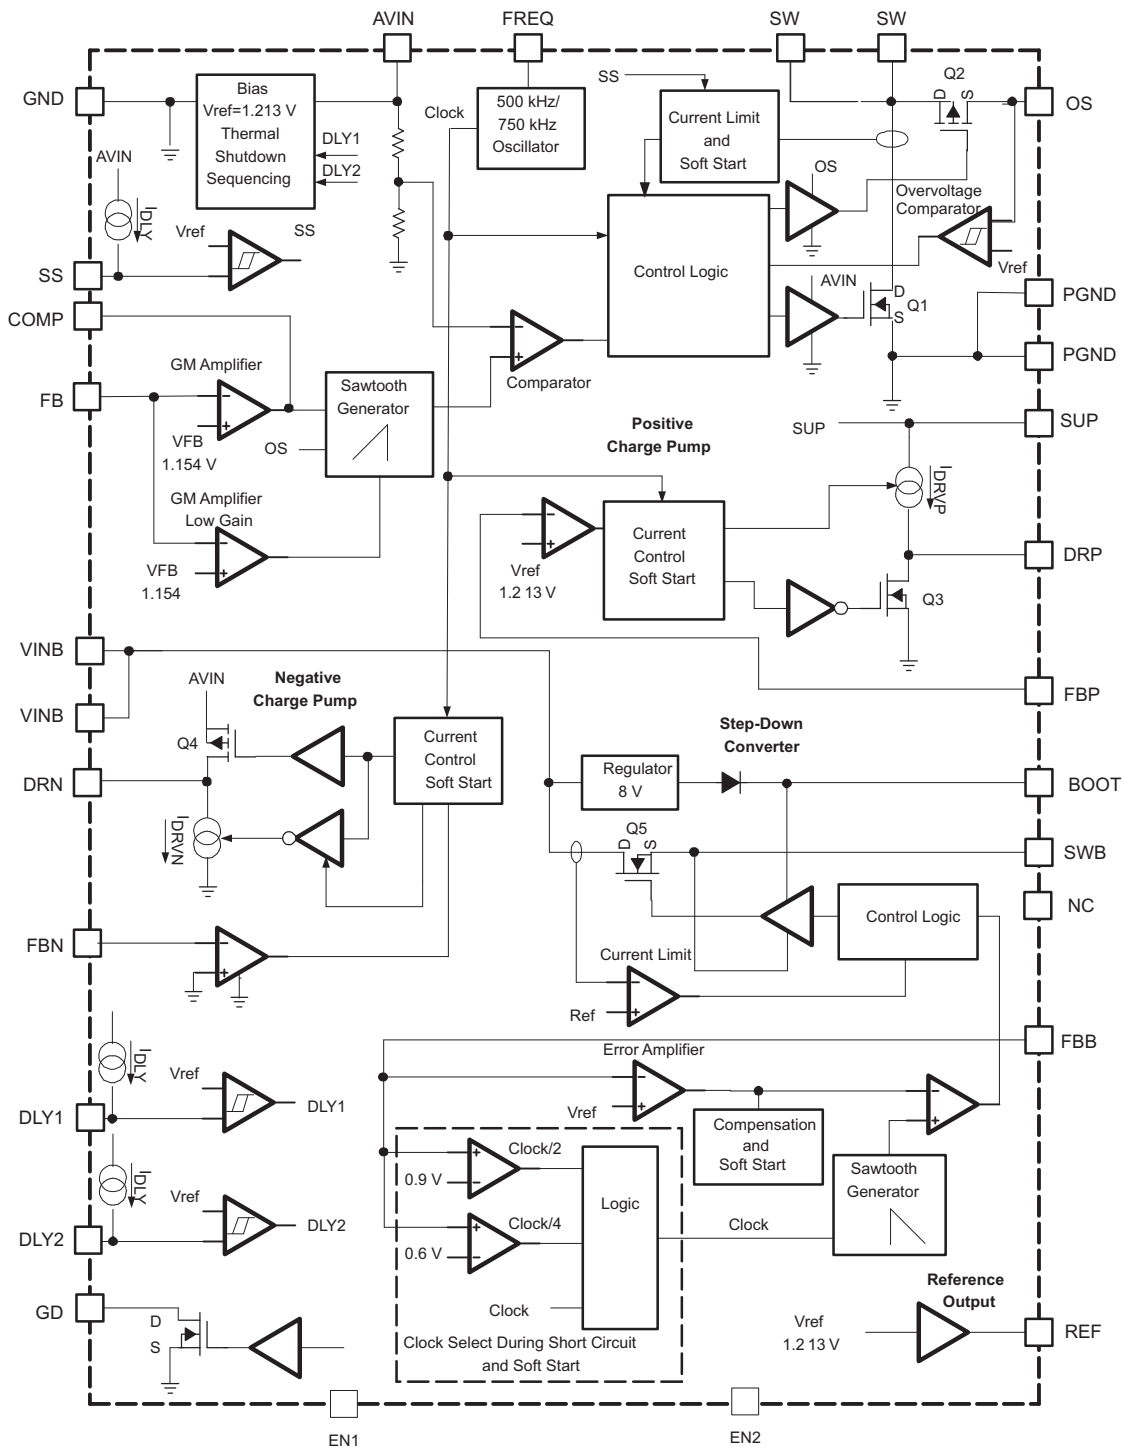 AVIN
FREQ
SW
SW
GND
Bias
Vref=1.213 V
Thermal
Shutdown
Sequencing
DLY1
DLY2
Clock
500 kHz/
750 kHz
Oscillator
SS
Current Limit
and
Soft Start
Q2
D
S
OS
AVIN
IDLY
Vref
SS
SS
OS
Overvoltage
Comparator
Vref
Control Logic
AVIN
D
Q1
S
PGND
PGND
COMP
GM Amplifier
FB
VFB
1.154 V
OS
Sawtooth
Generator
Comparator
GM Amplifier
Low Gain
VFB
1.154
Positive
Charge Pump
SUP
SUP
IDRVP
Vref
1.2 13 V
Current
Control
Soft Start
DRP
Q3
FBP
VINB
VINB
AVIN
Negative
Charge Pump
Q4
DRN
IDRVN
Current
Control
Soft Start
Step-Down
Converter
Regulator
8 V
BOOT
Q5
D
S
SWB
NC
Control Logic
Current Limit
Ref
FBN
FBB
Error Amplifier
Vref
Compensation
and
Soft Start
Sawtooth
Generator
IDLY
Vref
DLY1
DLY1
IDLY
Vref
DLY2
DLY2
Clock/2
0.9 V
Clock/4
0.6 V
Logic
Clock
Clock
Clock Select During Short Circuit
and Soft Start
GD
D
S
Reference
Output
Vref
1.2 13 V
REF
EN1
EN2